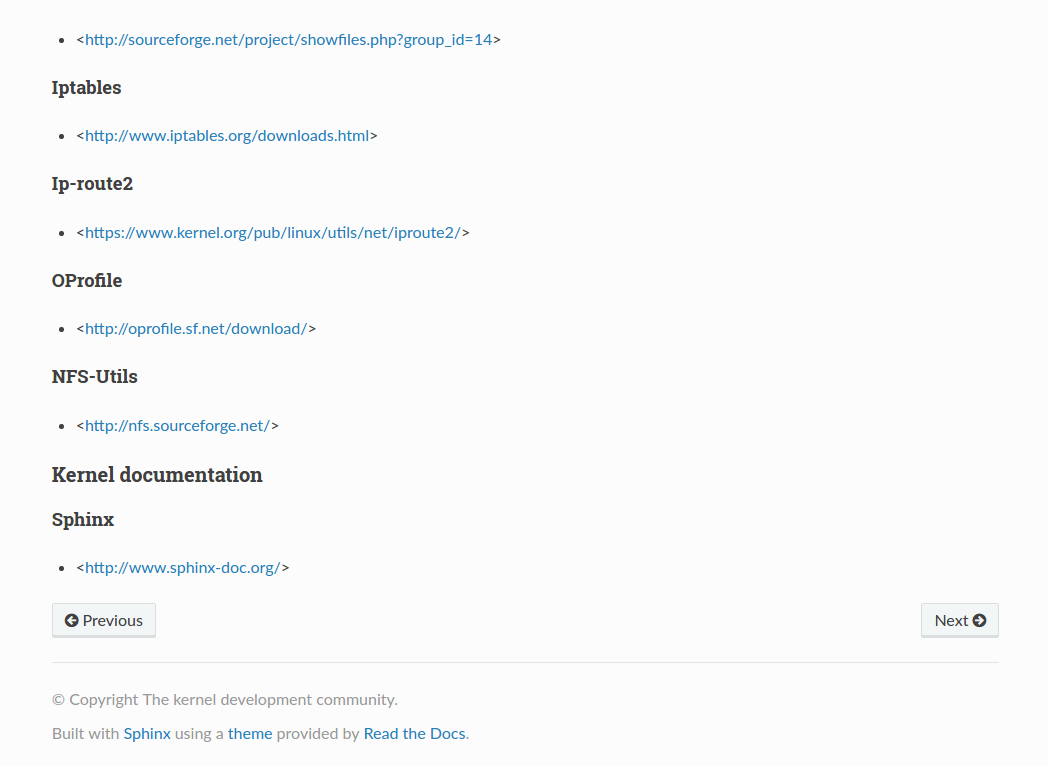 • <http://sourceforge.net/project/showfiles.php?group_id=14>
Iptables
• <http://www.iptables.org/downloads.html>
Ip-route2
• <https://www.kernel.org/pub/linux/utils/net/iproute2/>
OProfile
• <http://oprofile.sf.net/download/>
NFS-Utils
• <http://nfs.sourceforge.net/>
Kernel documentation
Sphinx
• <http://www.sphinx-doc.org/>
Previous
Next
© Copyright The kernel development community.
Built with Sphinx using a theme provided by Read the Docs.